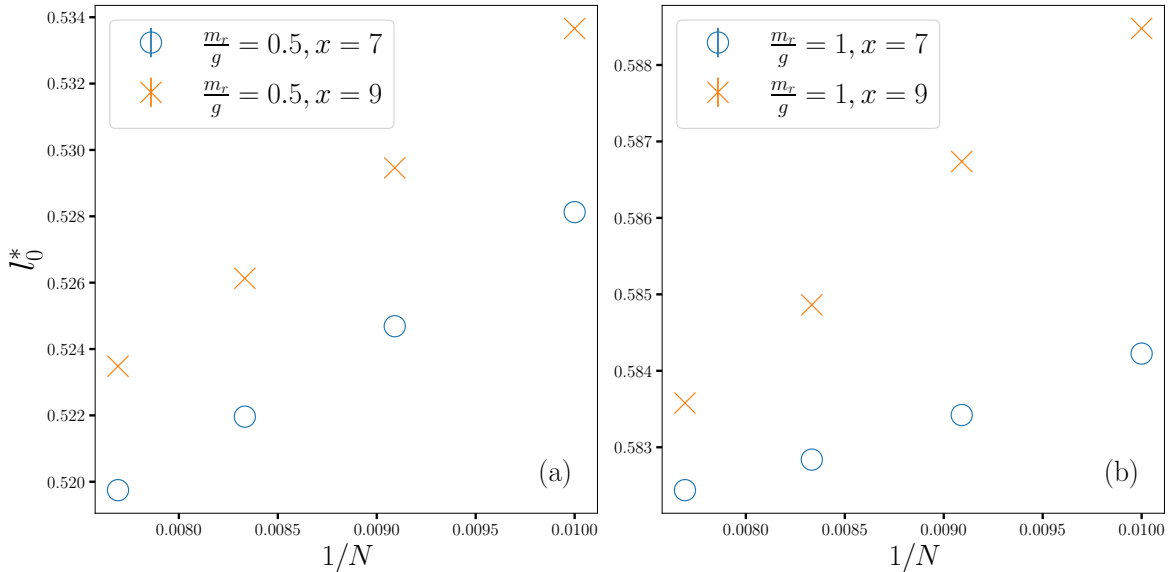 0.534
0.532
0.530
0.528
0.526
0.524
0.522
0.520
l_0^*
m_r/g = 0.5, x = 7
m_r/g = 0.5, x = 9
(a)
0.0080 0.0085 0.0090 0.0095 0.0100
1/N
0.588
0.587
0.586
0.585
0.584
0.583
m_r/g = 1, x = 7
m_r/g = 1, x = 9
(b)
0.0080 0.0085 0.0090 0.0095 0.0100
1/N